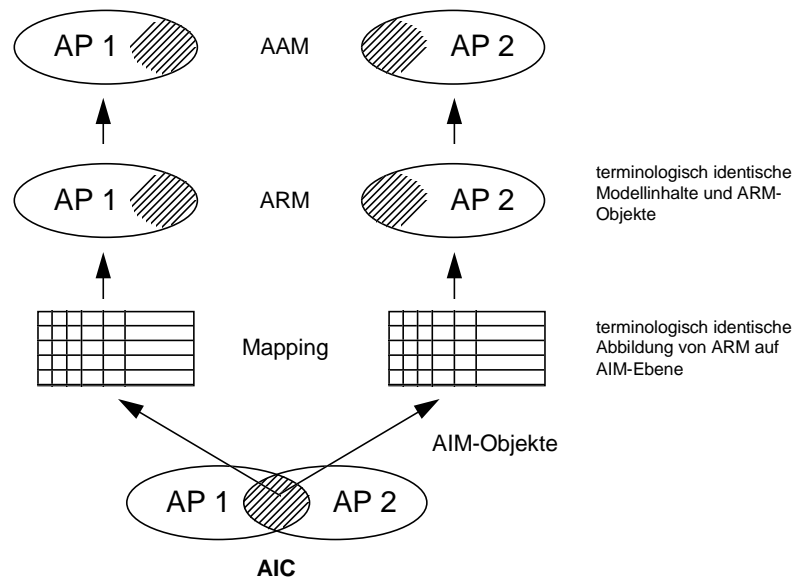 AP 1
AAM
AP 2
AP 1
ARM
AP 2
terminologisch identische
Modellinhalte und ARM-
Objekte
Mapping
terminologisch identische
Abbildung von ARM auf
AIM-Ebene
AIM-Objekte
AP 1
AP 2
AIC